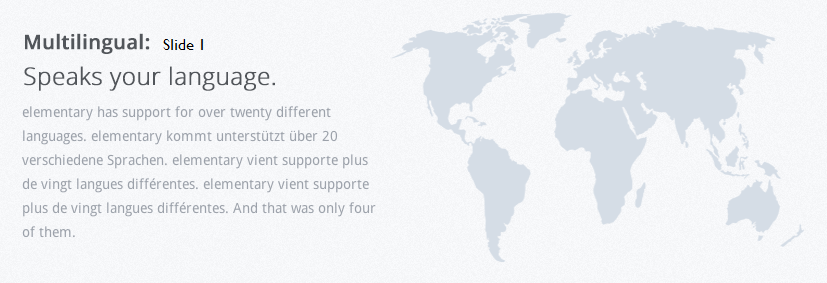 Multilingual: Slide 1
Speaks your language.
elementary has support for over twenty different
languages. elementary kommt unterstützt über 20
verschiedene Sprachen. elementary vient supporte plus
de vingt langues différentes. elementary vient supporte
plus de vingt langues différentes. And that was only four
of them.